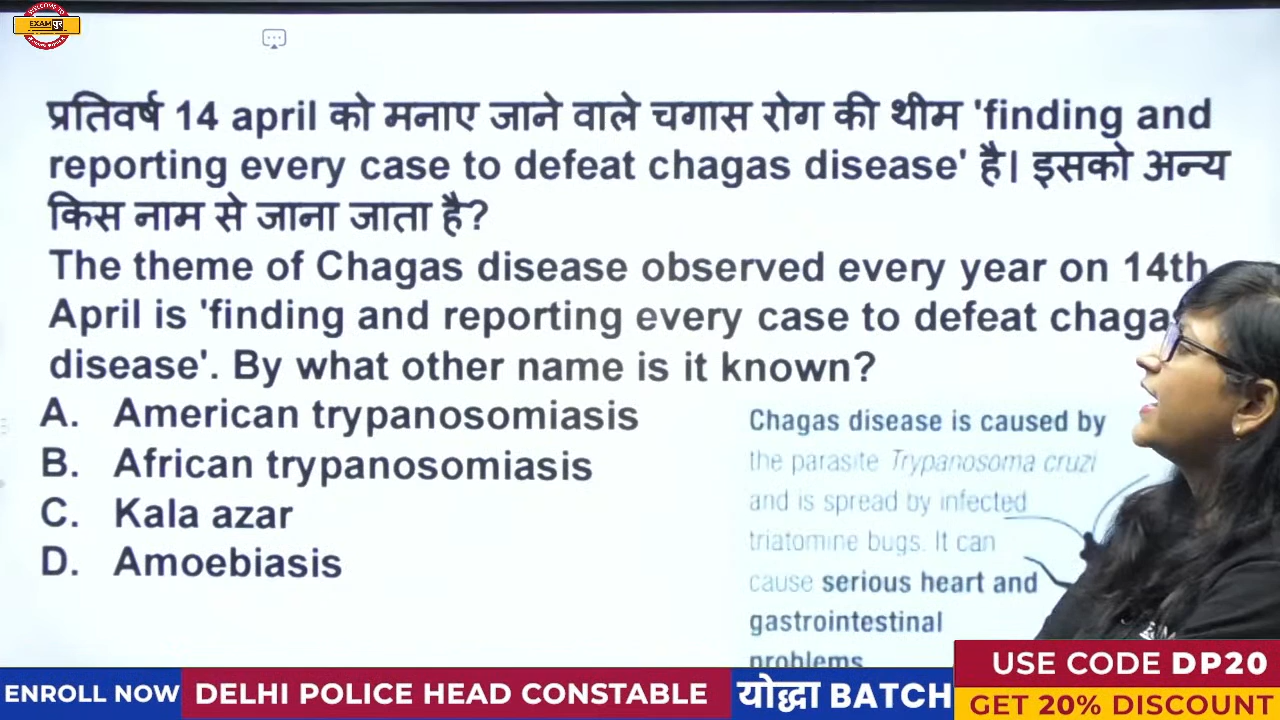 WELCOME TO
EXAM पुर
प्रतिवर्ष 14 april को मनाए जाने वाले चगास रोग की थीम 'finding and
reporting every case to defeat chagas disease' है। इसको अन्य
किस नाम से जाना जाता है?
The theme of Chagas disease observed every year on 14th
April is 'finding and reporting every case to defeat chagas
disease'. By what other name is it known?
A. American trypanosomiasis
B. African trypanosomiasis
C. Kala azar
D. Amoebiasis
Chagas disease is caused by
the parasite Trypanosoma cruzi
and is spread by infected
triatomine bugs. It can
cause serious heart and
gastrointestinal
problems
ENROLL NOW
DELHI POLICE HEAD CONSTABLE
योद्धा BATCH
USE CODE DP20
GET 20% DISCOUNT